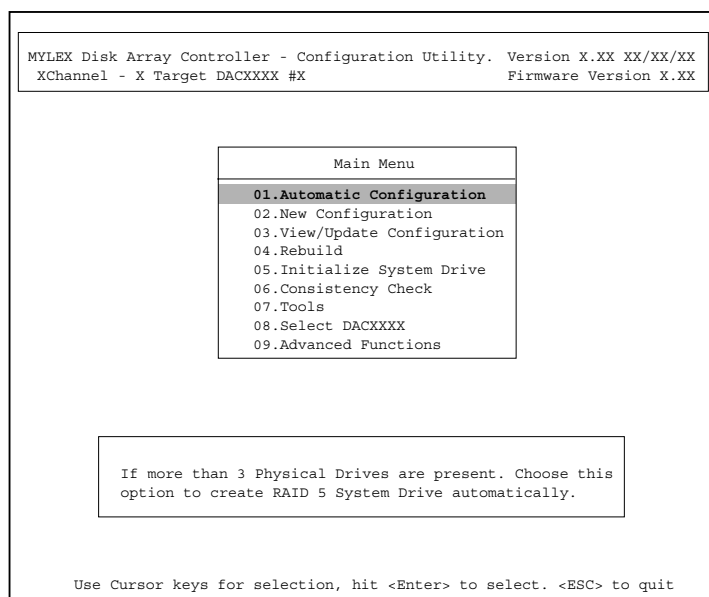 MYLEX Disk Array Controller - Configuration Utility. Version X.XX XX/XX/XX
XChannel - X Target DACXXXX #X Firmware Version X.XX
Main Menu
01.Automatic Configuration
02.New Configuration
03.View/Update Configuration
04.Rebuild
05.Initialize System Drive
06.Consistency Check
07.Tools
08.Select DACXXXX
09.Advanced Functions
If more than 3 Physical Drives are present. Choose this
option to create RAID 5 System Drive automatically.
Use Cursor keys for selection, hit <Enter> to select. <ESC> to quit